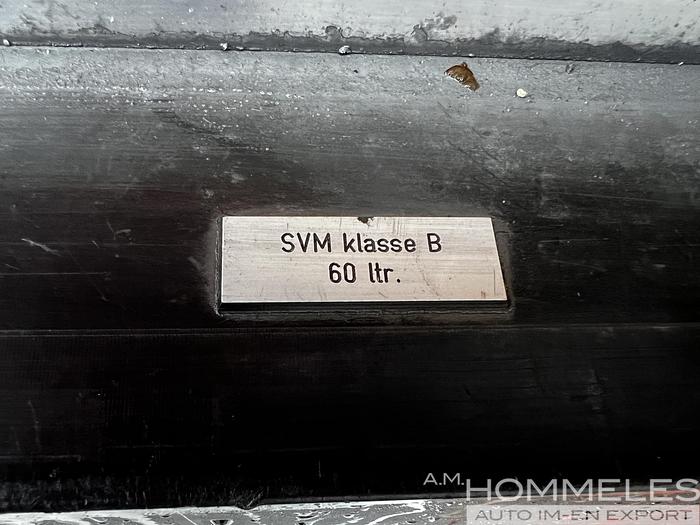 SVM klasse B
60 ltr.
A.M. HOMMELES
AUTO IM-EN EXPORT